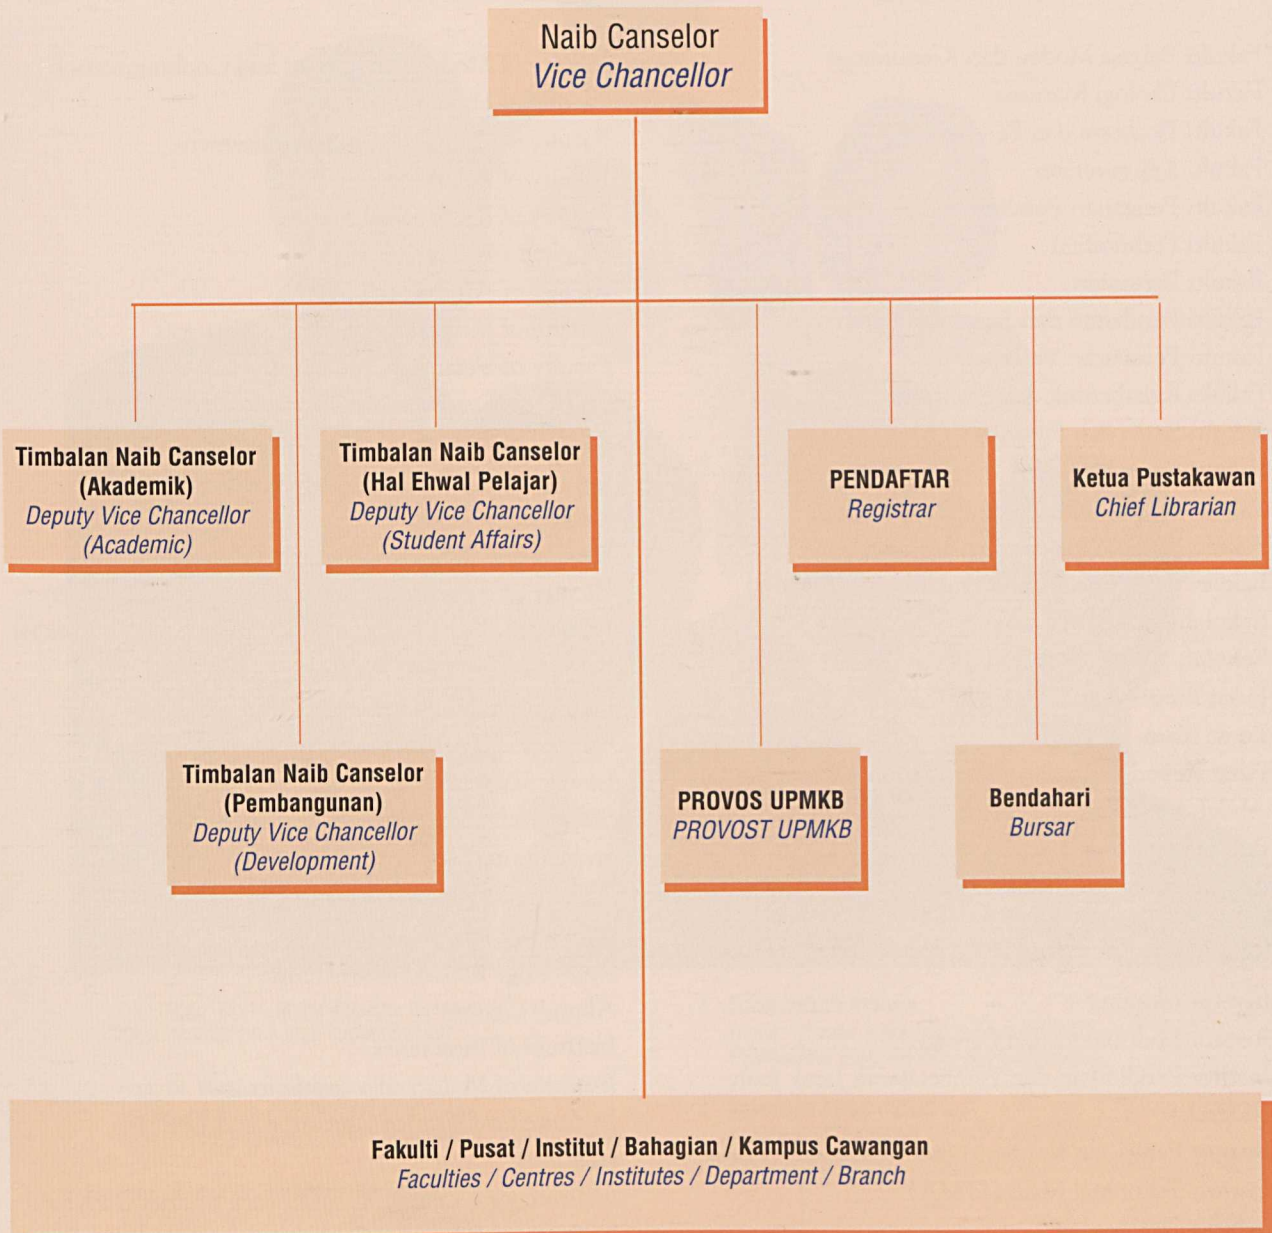 Naib Canselor
Vice Chancellor
Timbalan Naib Canselor
(Akademik)
Deputy Vice Chancellor
(Academic)
Timbalan Naib Canselor
(Hal Ehwal Pelajar)
Deputy Vice Chancellor
(Student Affairs)
PENDAFTAR
Registrar
Ketua Pustakawan
Chief Librarian
Timbalan Naib Canselor
(Pembangunan)
Deputy Vice Chancellor
(Development)
PROVOS UPMKB
PROVOST UPMKB
Bendahari
Bursar
Fakulti / Pusat / Institut / Bahagian / Kampus Cawangan
Faculties / Centres / Institutes / Department / Branch